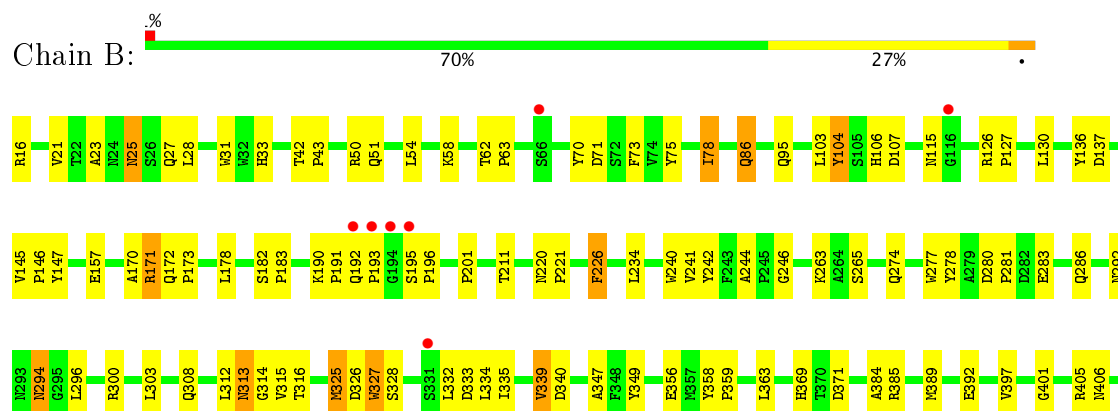 Chain B:
70% 27%
R16 V21 T22 A23 N24 N25 S26 Q27 L28 W31 W32 H33 T42 P43 R50 Q51 L54 K58 T62 P63 S66 Y70 D71 S72 F73 V74 Y75 I78 Q86 Q95 L103 Y104 S105 H106 D107 N115 G116 R126 P127 L130 Y136 D137
V145 P146 Y147 E157 A170 R171 Q172 P173 L178 S182 P183 K190 P191 Q192 P193 G194 S195 P196 P201 T211 N220 P221 F226 L234 W240 V241 Y242 F243 A244 P245 G246 K263 A264 S265 Q274 W277 Y278 A279 D280 P281 D282 E283 Q286 N292
N293 N294 G295 L296 R300 L303 Q308 L312 N313 G314 V315 T316 M325 D326 W327 S328 S331 L332 D333 L334 I335 V339 D340 A347 F348 Y349 E356 M357 Y358 P359 L363 H369 T370 D371 A384 R385 M389 E392 V397 G401 R405 N406